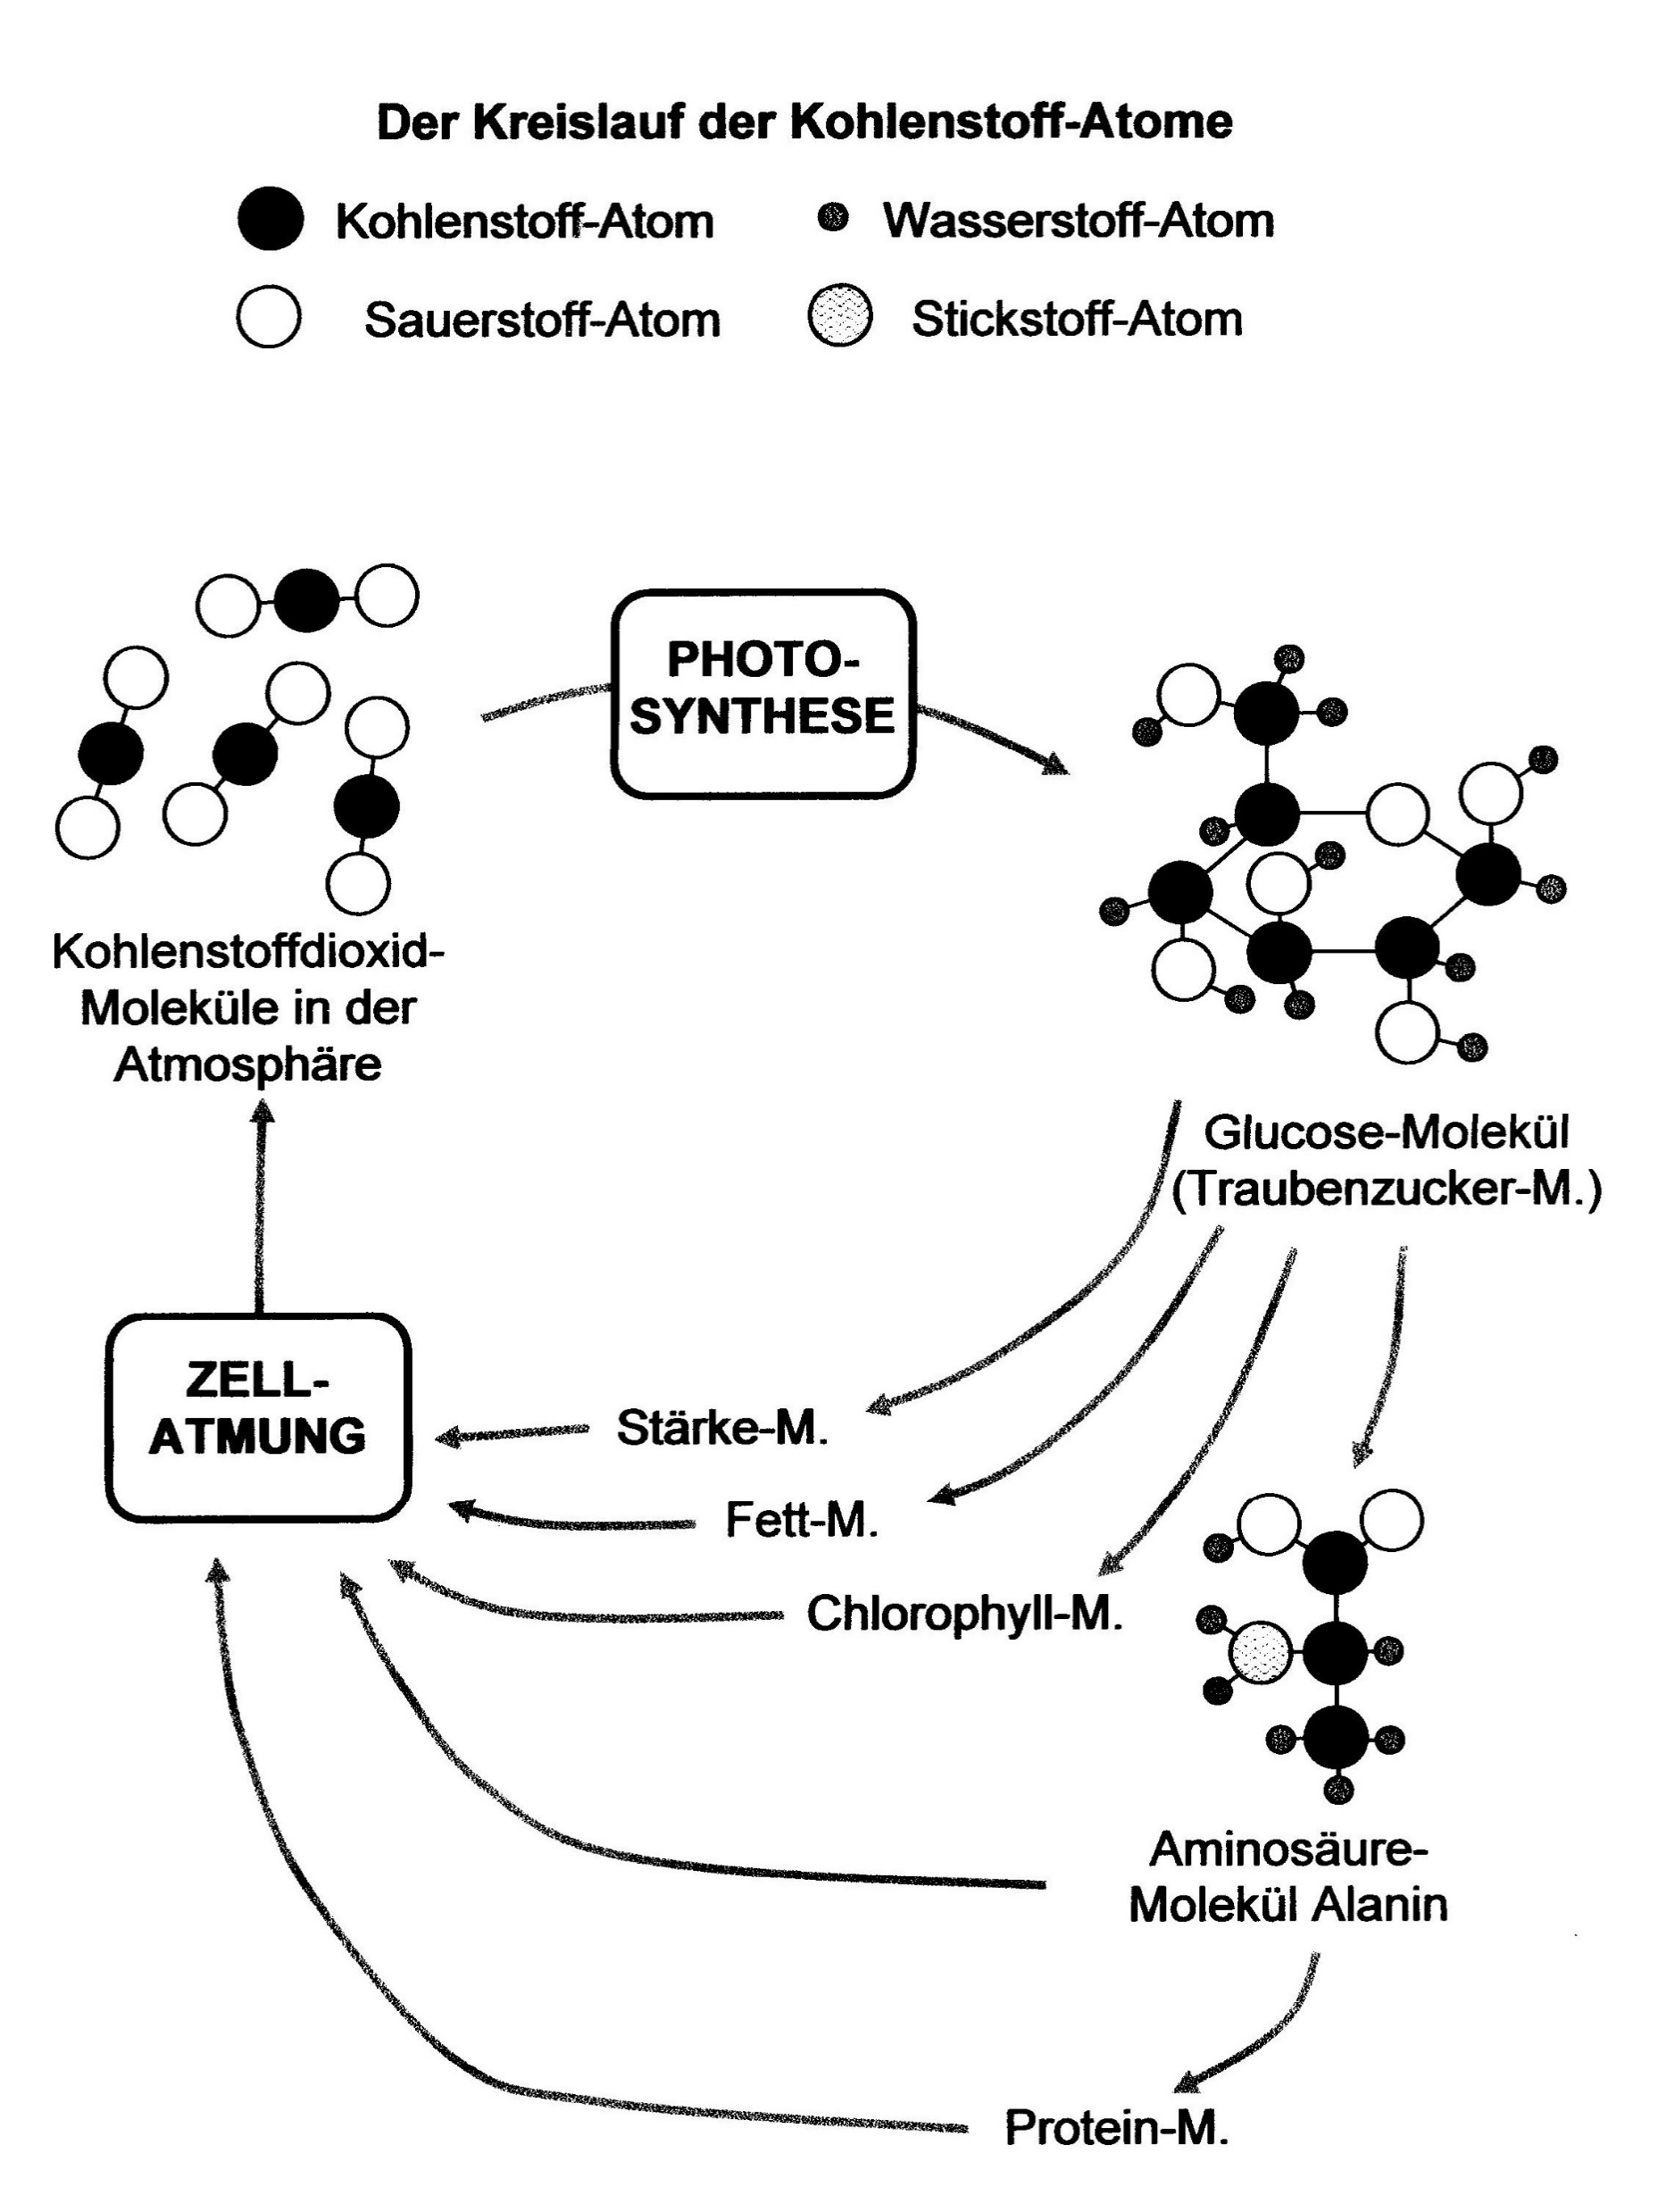 Der Kreislauf der Kohlenstoff-Atome
Kohlenstoff-Atom
Wasserstoff-Atom
Sauerstoff-Atom
Stickstoff-Atom
PHOTO-
SYNTHESE
Kohlenstoffdioxid-
Moleküle in der
Atmosphäre
Glucose-Molekül
(Traubenzucker-M.)
ZELL-
ATMUNG
Stärke-M.
Fett-M.
Chlorophyll-M.
Aminosäure-
Molekül Alanin
Protein-M.